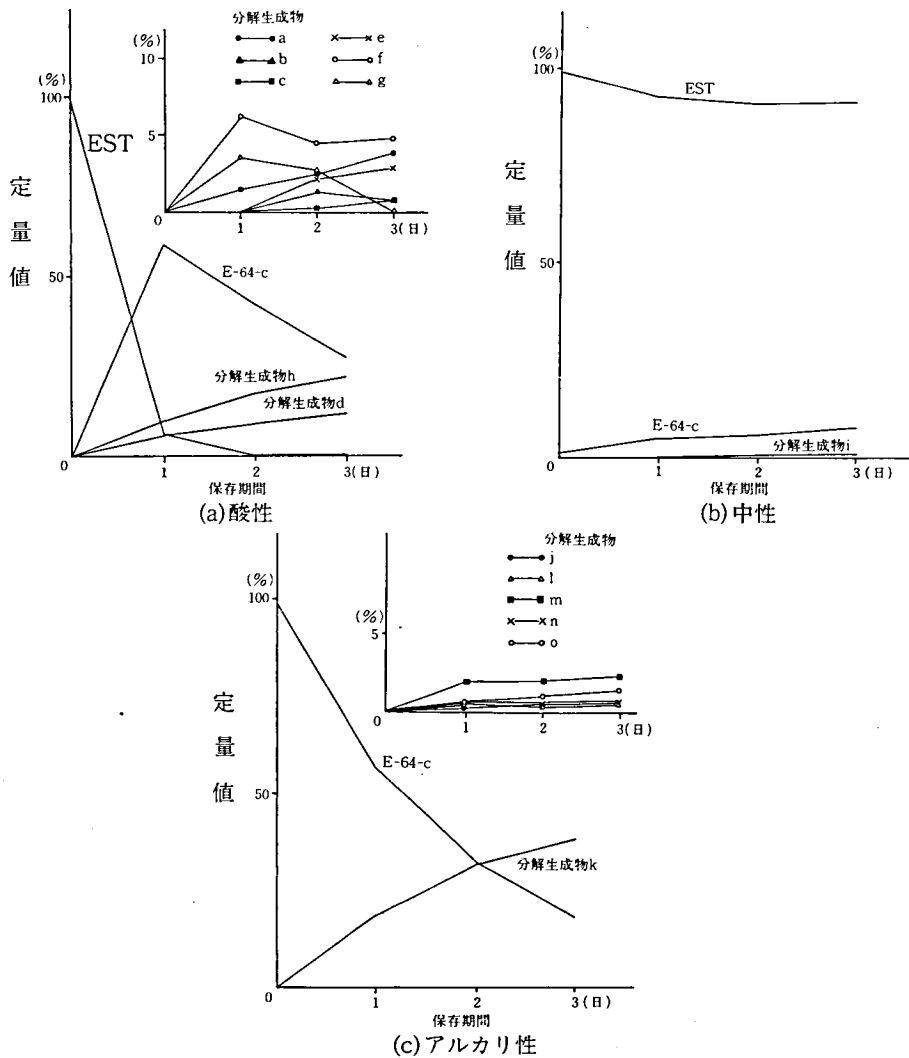 分解生成物
a
b
c
e
f
g
(%)
10
5
0
1
2
3(日)
(%)
100
50
0
定量値
EST
E-64-c
分解生成物h
分解生成物d
1
2
3(日)
保存期間
(a)酸性
(%)
100
50
0
定量値
EST
E-64-c
分解生成物i
1
2
3(日)
保存期間
(b)中性
分解生成物
j
l
m
n
o
(%)
5
0
1
2
3(日)
(%)
100
50
0
定量値
E-64-c
分解生成物k
1
2
3(日)
保存期間
(c)アルカリ性